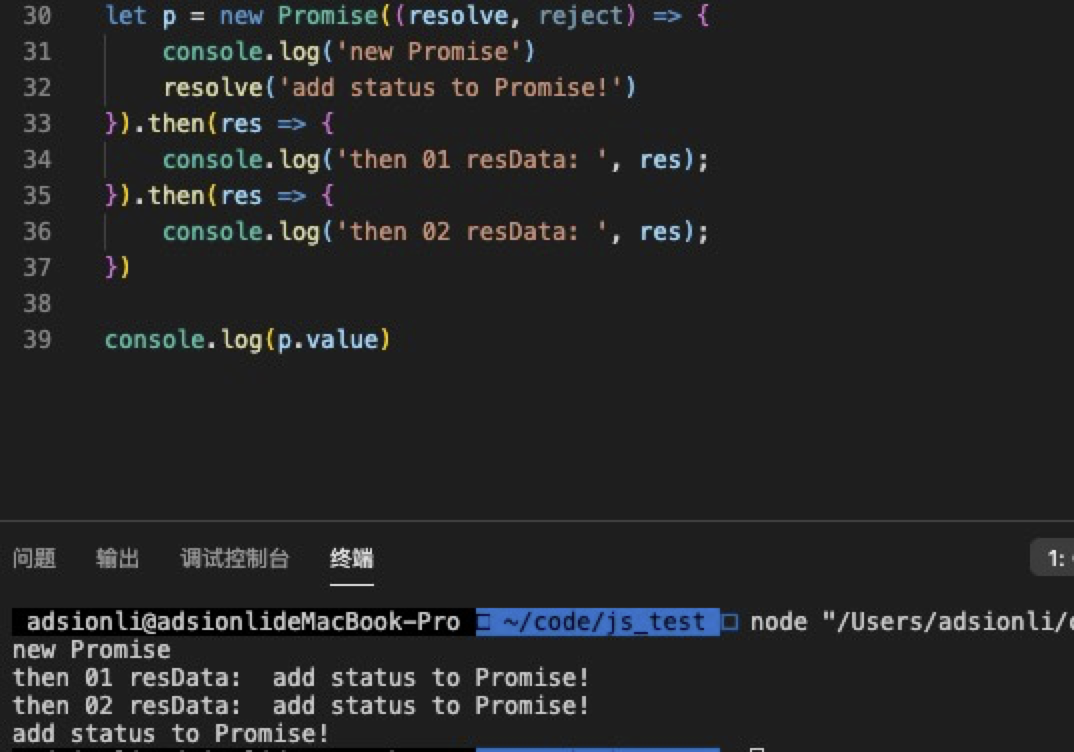 30 let p = new Promise((resolve, reject) => {
31 console.log('new Promise')
32 resolve('add status to Promise!')
33 }).then(res => {
34 console.log('then 01 resData: ', res);
35 }).then(res => {
36 console.log('then 02 resData: ', res);
37 })
38
39 console.log(p.value)
问题 输出 调试控制台 终端 1:
adsionli@adsionlideMacBook-Pro ~/code/js_test node "/Users/adsionli/
new Promise
then 01 resData:  add status to Promise!
then 02 resData:  add status to Promise!
add status to Promise!